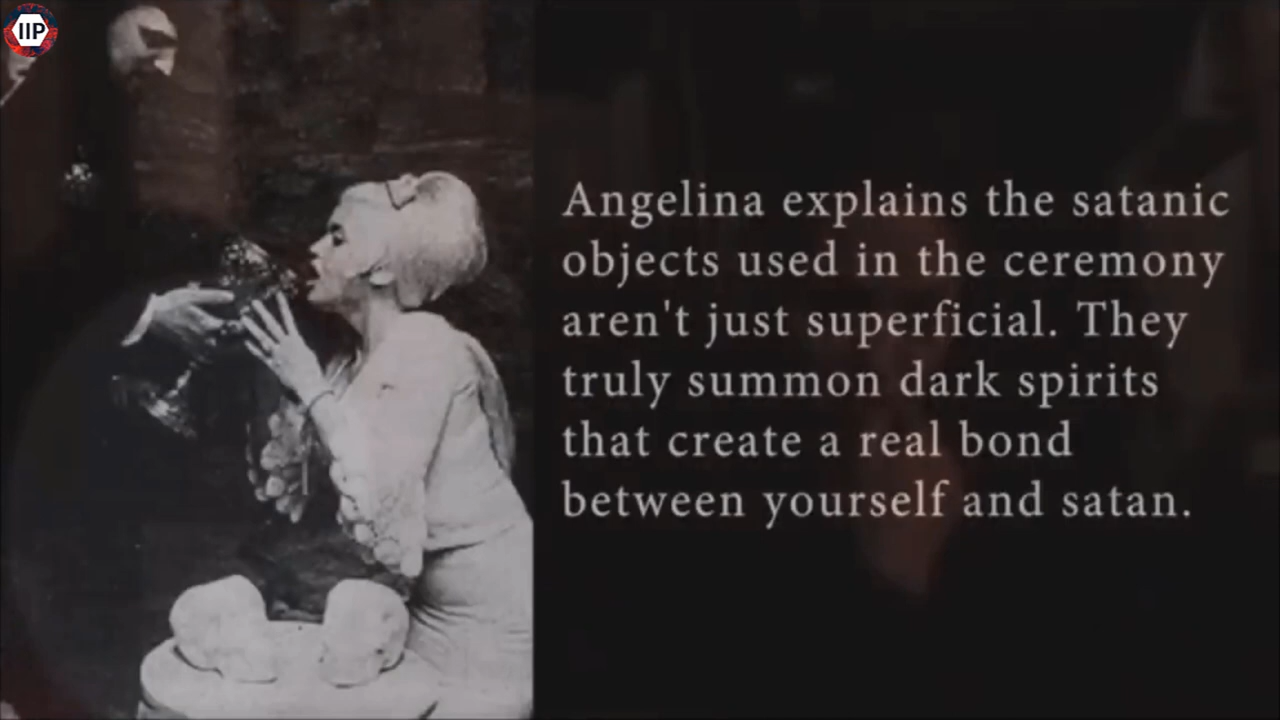 IIP
Angelina explains the satanic
objects used in the ceremony
aren't just superficial. They
truly summon dark spirits
that create a real bond
between yourself and satan.